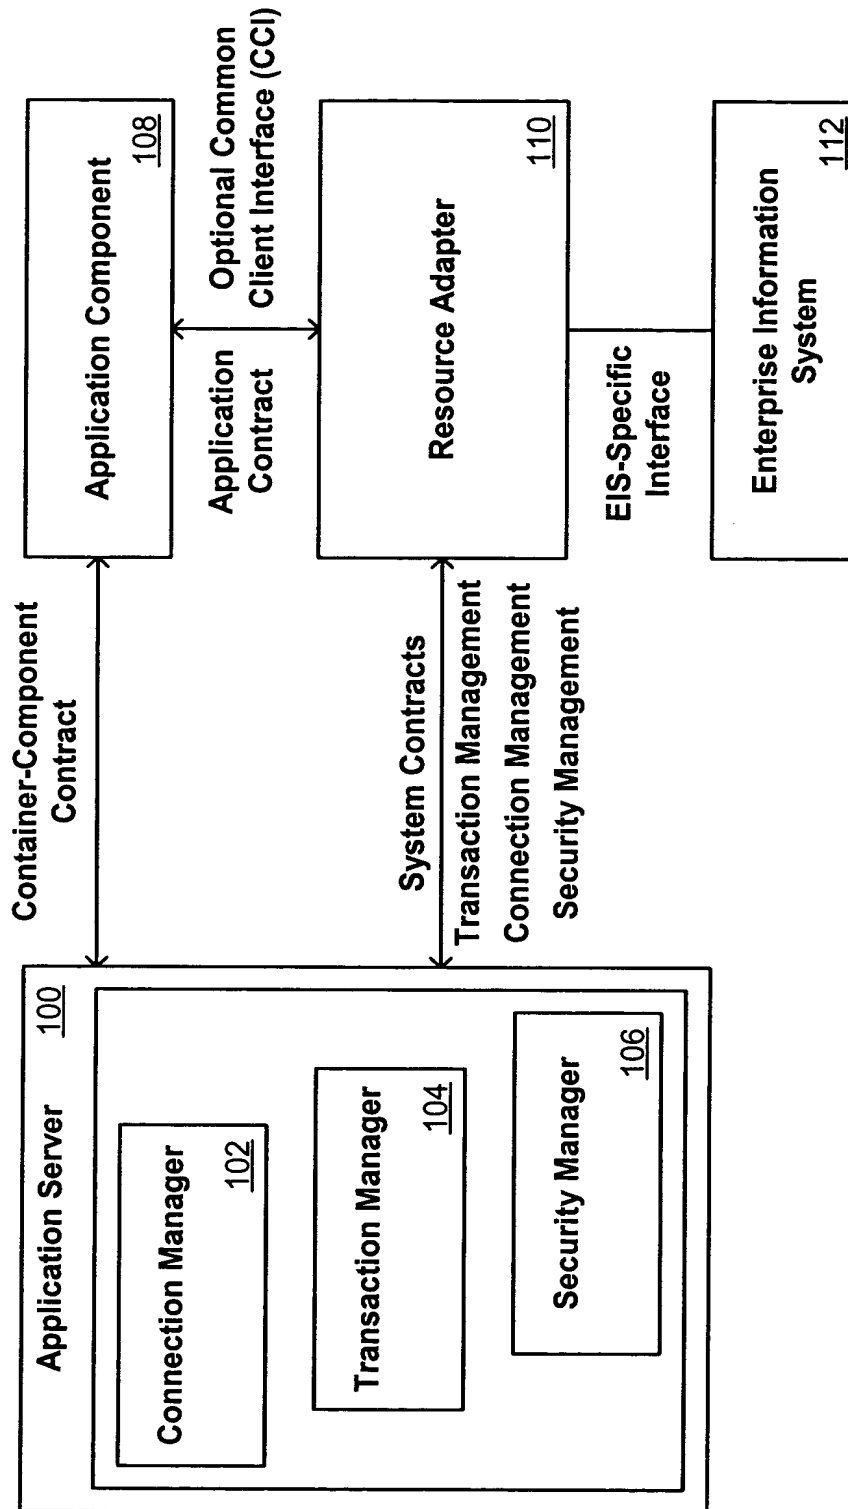 Application Server
100
Connection Manager
102
Transaction Manager
104
Security Manager
106
Container-Component
Contract
System Contracts
Transaction Management
Connection Management
Security Management
Application Component
108
Application
Contract
Optional Common
Client Interface (CCI)
Resource Adapter
110
EIS-Specific
Interface
Enterprise Information
System
112